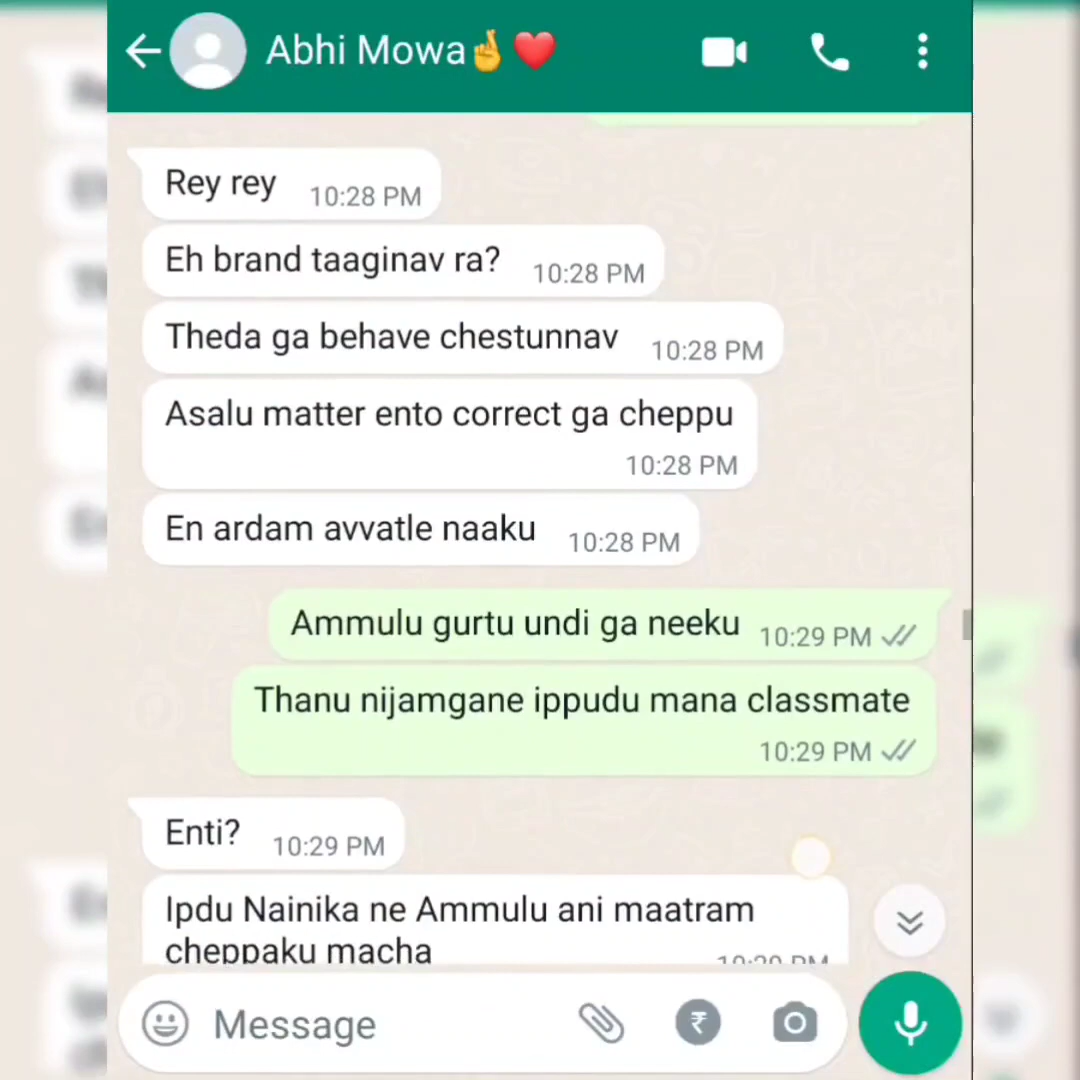 Abhi Mowa🤞❤️
Rey rey 10:28 PM
Eh brand taaginav ra? 10:28 PM
Theda ga behave chestunnav 10:28 PM
Asalu matter ento correct ga cheppu
10:28 PM
En ardam avvatle naaku 10:28 PM
Ammulu gurtu undi ga neeku 10:29 PM
Thanu nijamgane ippudu mana classmate
10:29 PM
Enti? 10:29 PM
Ipdu Nainika ne Ammulu ani maatram
cheppaku macha 10:29 PM
Message